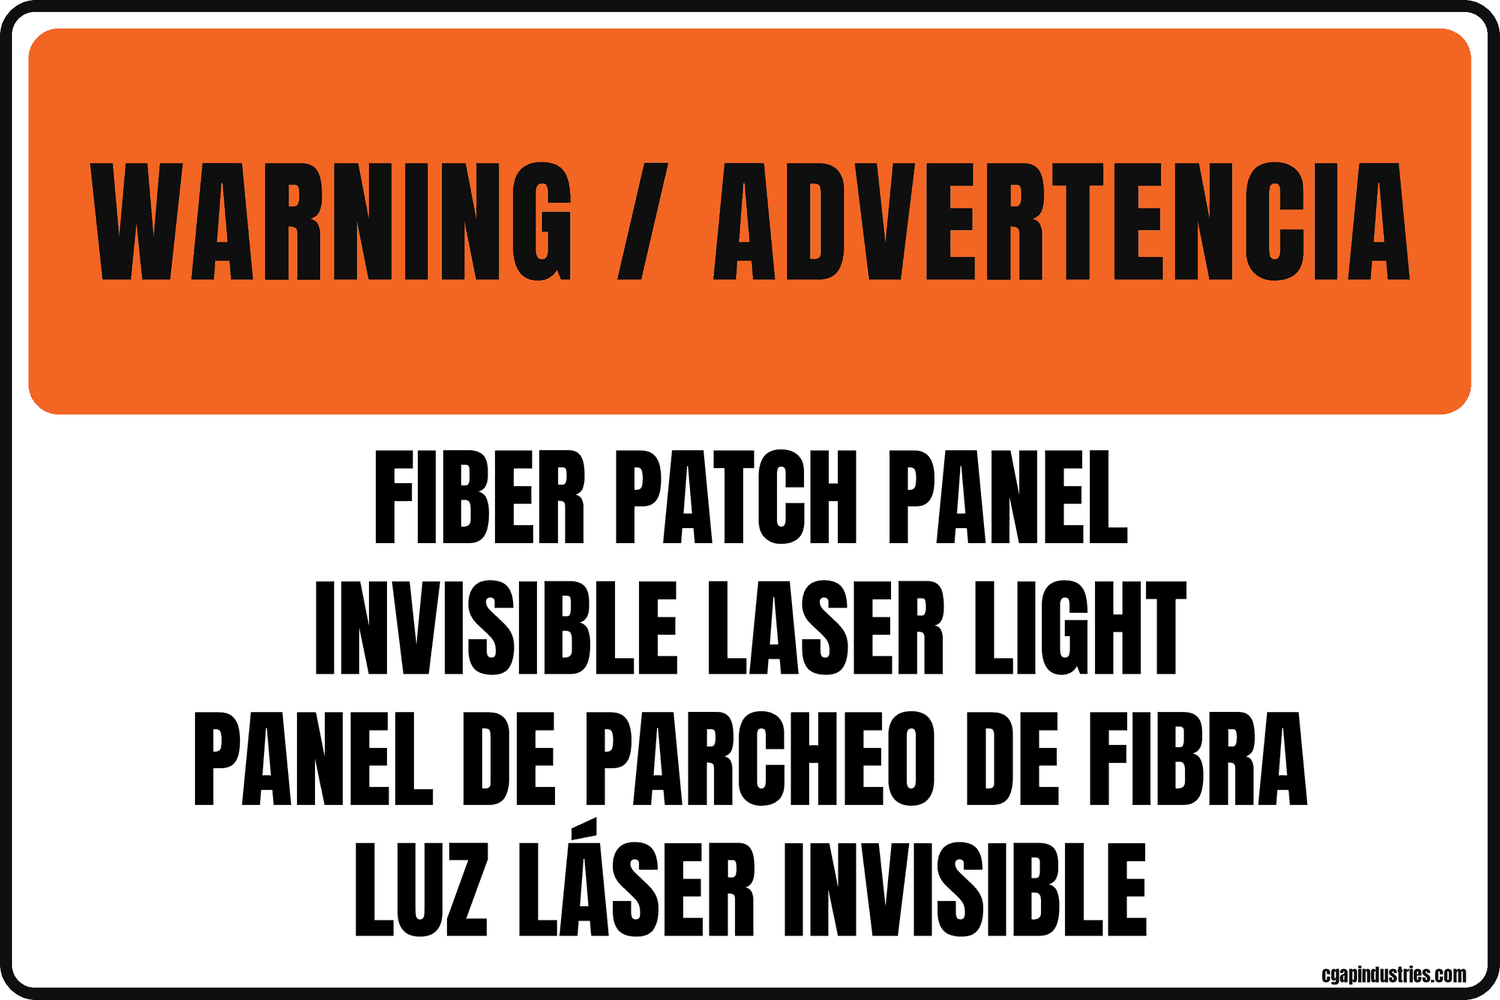 WARNING / ADVERTENCIA
FIBER PATCH PANEL
INVISIBLE LASER LIGHT
PANEL DE PARCHEO DE FIBRA
LUZ LÁSER INVISIBLE
cgapindustries.com